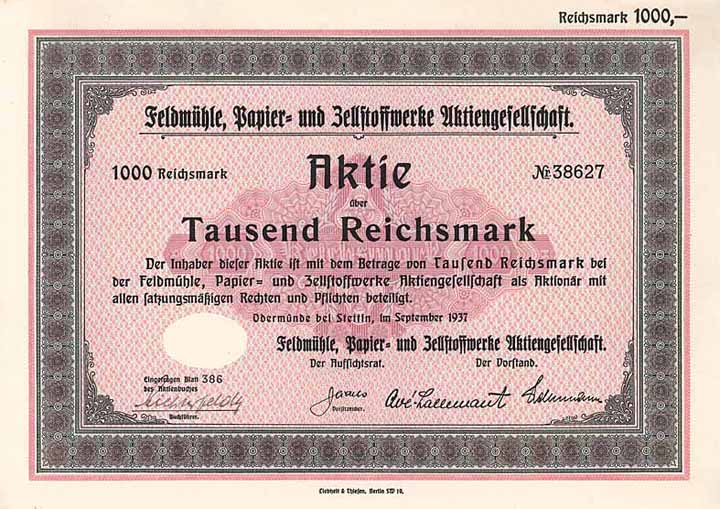 Reichsmark 1000,—
Feldmühle, Papier- und Zellstoffwerke Aktiengesellschaft.
1000 Reichsmark
Aktie
№ 38627
über
Tausend Reichsmark
Der Inhaber dieser Aktie ist mit dem Betrage von Tausend Reichsmark bei
der Feldmühle, Papier- und Zellstoffwerke Aktiengesellschaft als Aktionär mit
allen satzungsmäßigen Rechten und Pflichten beteiligt.
Odermünde bei Stettin, im September 1937
Feldmühle, Papier- und Zellstoffwerke Aktiengesellschaft.
Der Aufsichtsrat.
Der Vorstand.
Eingetragen Blatt 386
des Aktienbuches
Buchführer.
Vorsitzender.
Avé-Lallemant
Liebheit & Thiesen, Berlin SW 19.